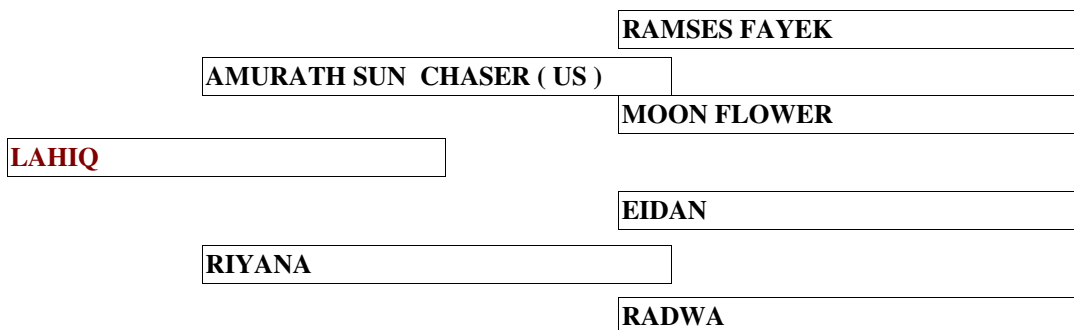 RAMSES FAYEK
AMURATH SUN CHASER ( US )
MOON FLOWER
LAHIQ
EIDAN
RIYANA
RADWA